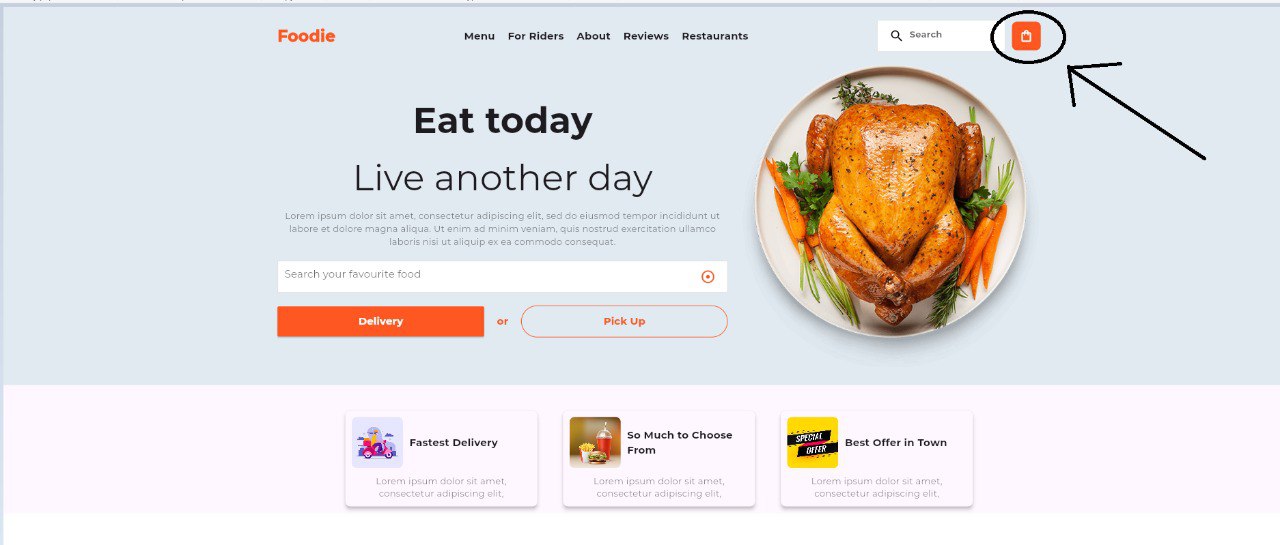 Foodie
Menu For Riders About Reviews Restaurants
Search
Eat today
Live another day
Lorem ipsum dolor sit amet, consectetur adipiscing elit, sed do eiusmod tempor incididunt ut
labore et dolore magna aliqua. Ut enim ad minim veniam, quis nostrud exercitation ullamco
laboris nisi ut aliquip ex ea commodo consequat.
Search your favourite food
Delivery or Pick Up
Fastest Delivery
Lorem ipsum dolor sit amet,
consectetur adipiscing elit,
So Much to Choose
From
Lorem ipsum dolor sit amet,
consectetur adipiscing elit,
SPECIAL
OFFER
Best Offer in Town
Lorem ipsum dolor sit amet,
consectetur adipiscing elit,